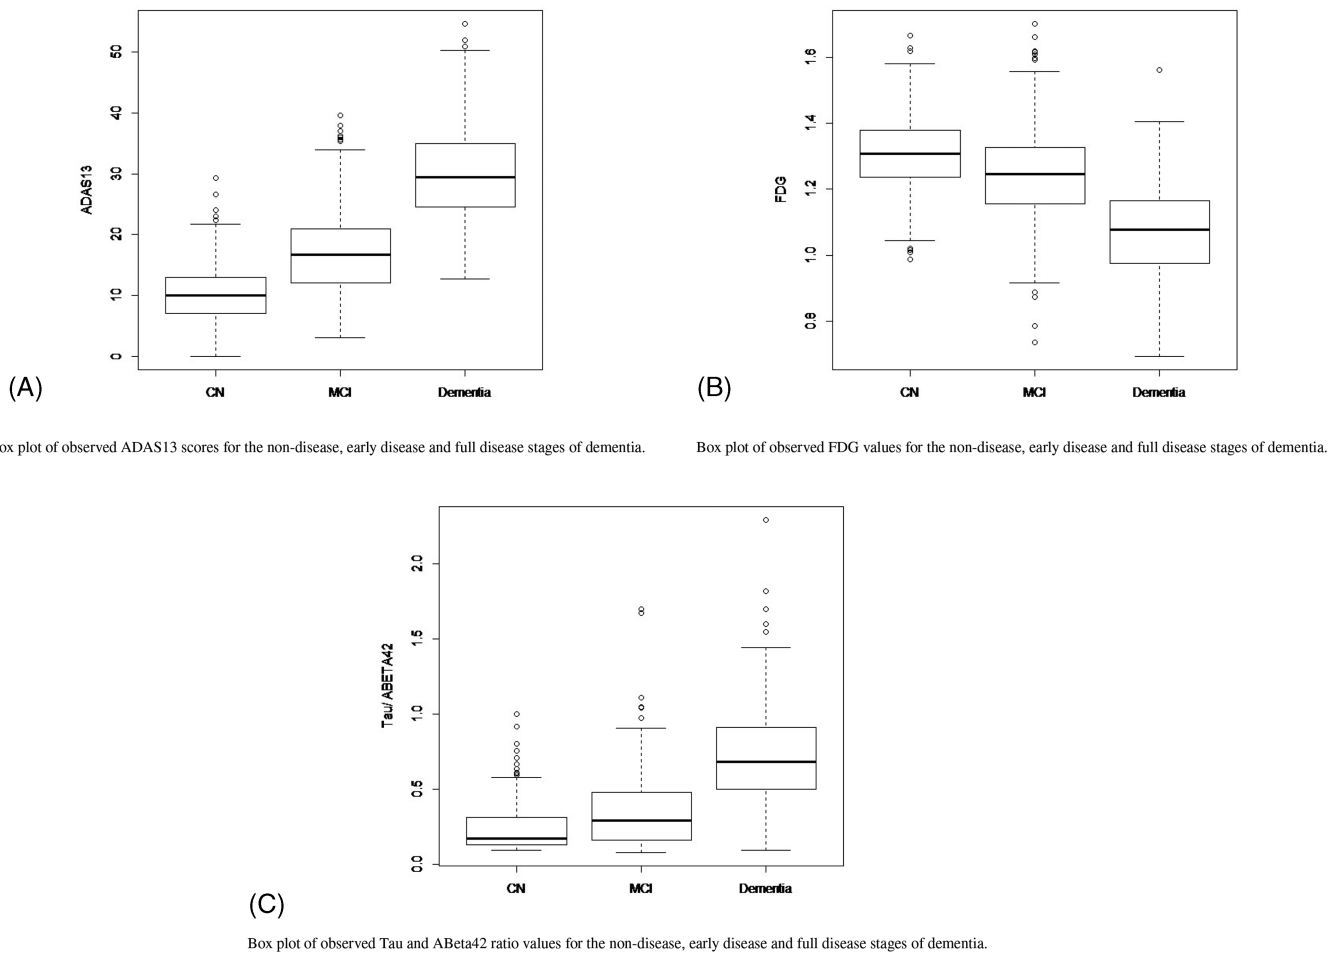 ADAS13
50
40
30
20
10
0
CN MCI Dementia
(A)
FDG
1.6
1.4
1.2
1.0
0.8
CN MCI Dementia
(B)
ox plot of observed ADAS13 scores for the non-disease, early disease and full disease stages of dementia.
Box plot of observed FDG values for the non-disease, early disease and full disease stages of dementia.
Tau/ ABETA42
2.0
1.5
1.0
0.5
0.0
CN MCI Dementia
(C)
Box plot of observed Tau and ABeta42 ratio values for the non-disease, early disease and full disease stages of dementia.